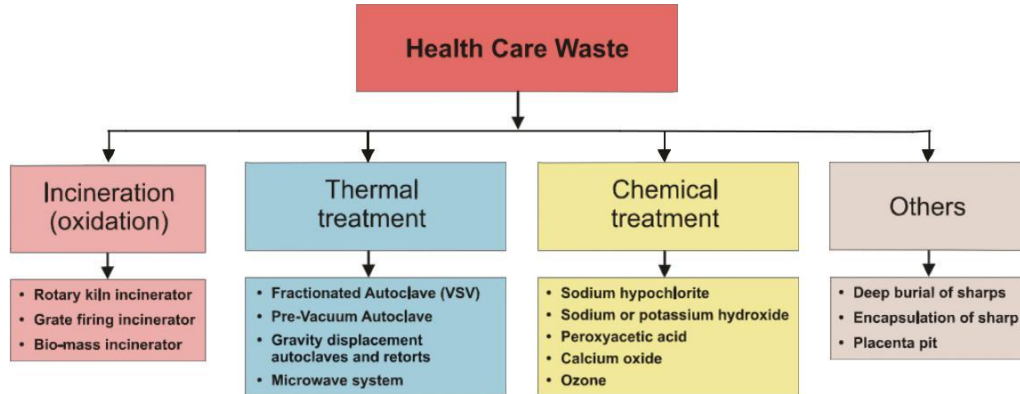 Health Care Waste
Incineration
(oxidation)
Thermal
treatment
Chemical
treatment
Others
• Rotary kiln incinerator
• Grate firing incinerator
• Bio-mass incinerator
• Fractionated Autoclave (VSV)
• Pre-Vacuum Autoclave
• Gravity displacement
autoclaves and retorts
• Microwave system
• Sodium hypochlorite
• Sodium or potassium hydroxide
• Peroxyacetic acid
• Calcium oxide
• Ozone
• Deep burial of sharps
• Encapsulation of sharp
• Placenta pit